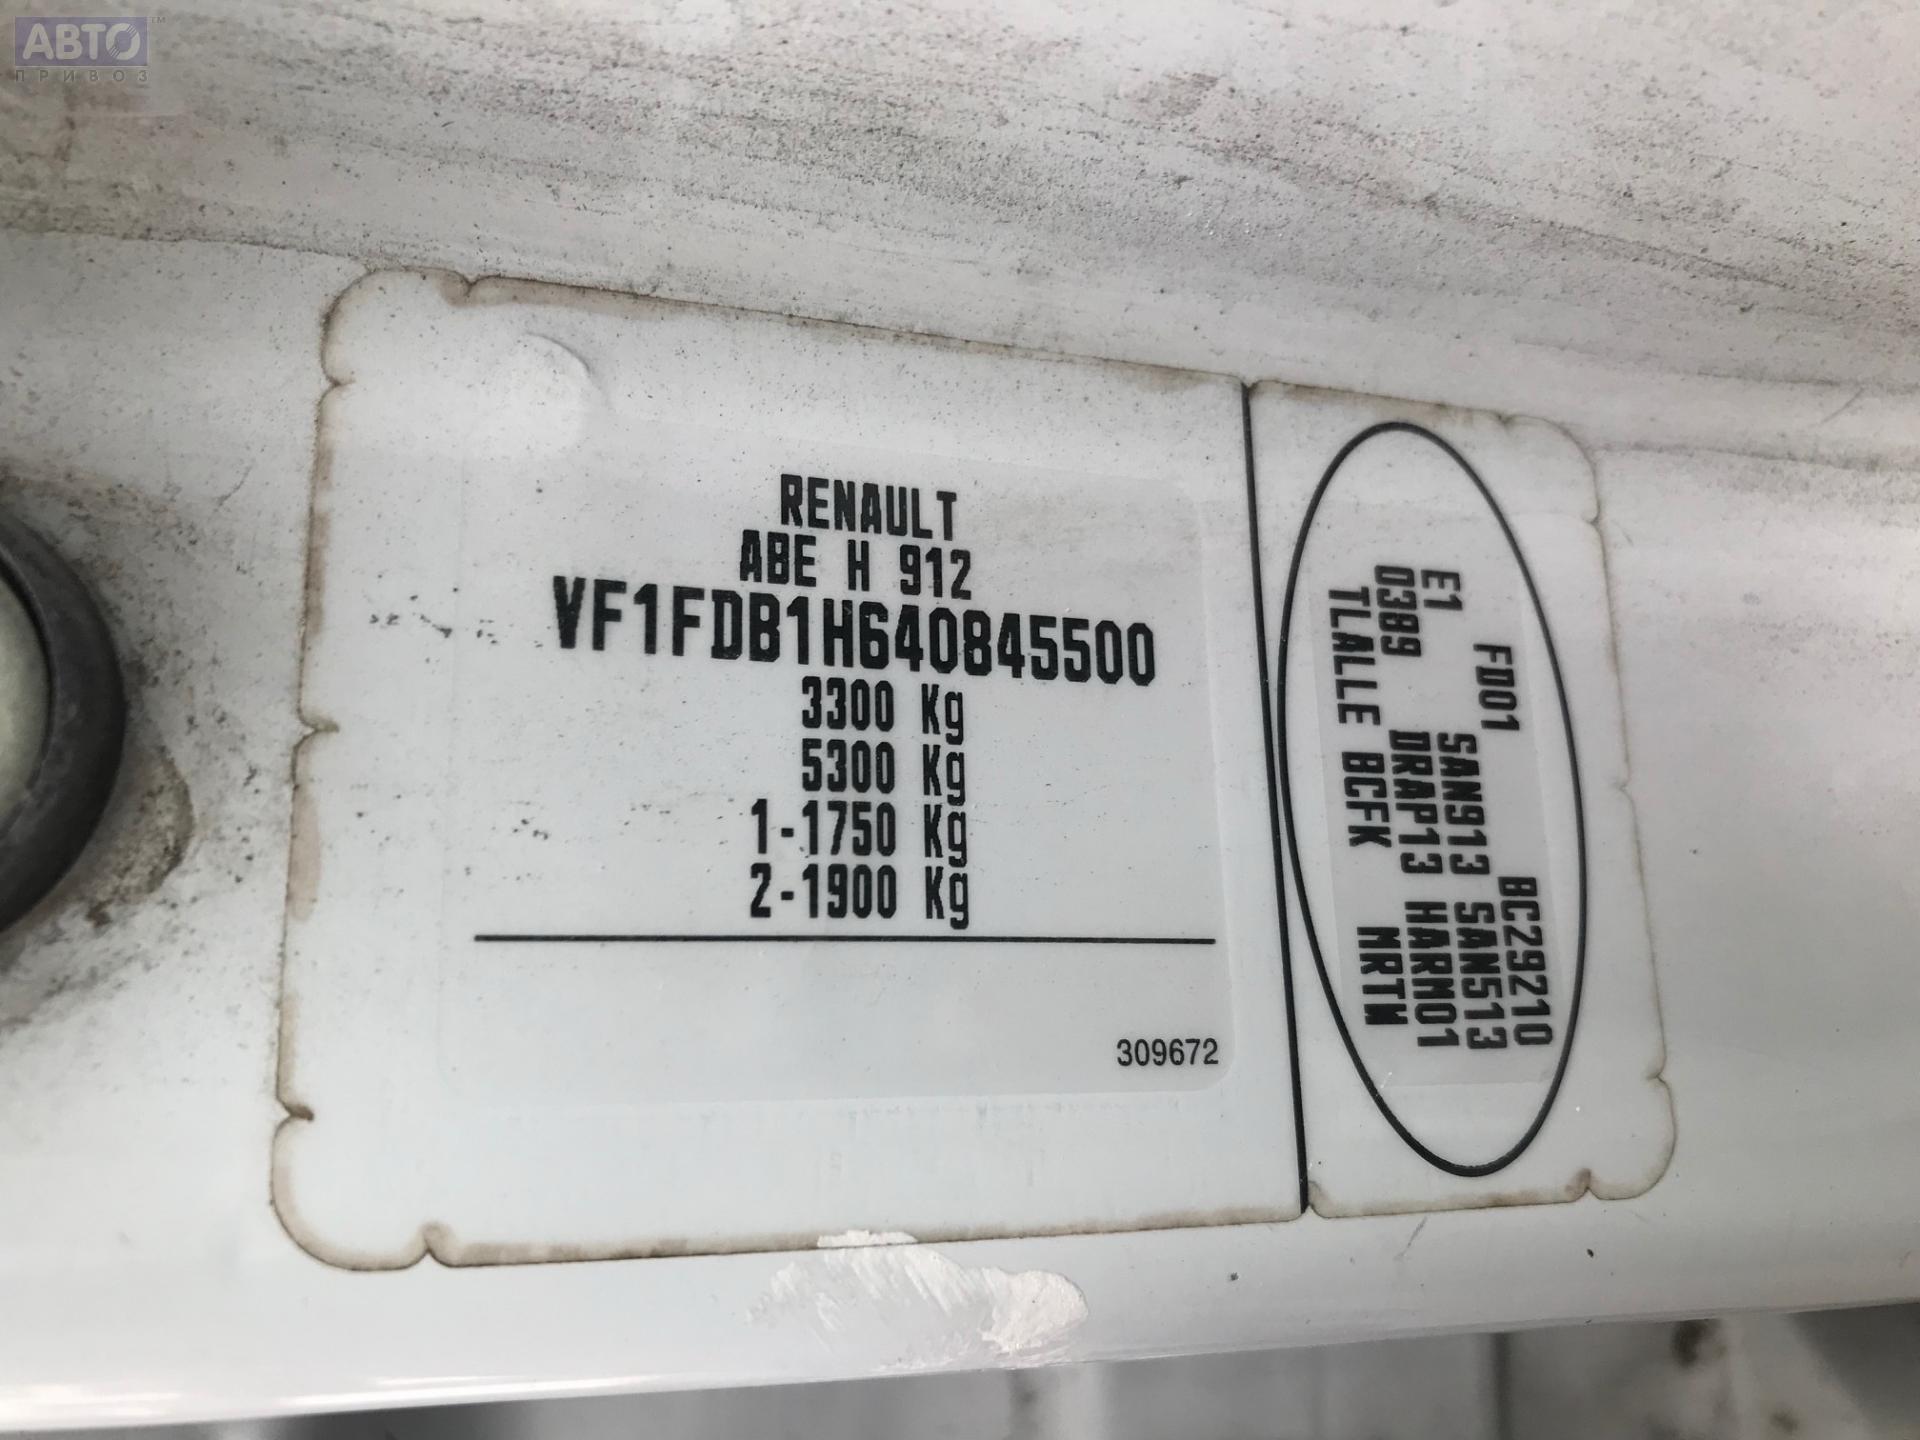 АВТО™
ПРИВОЗ
RENAULT
ABE H 912
VF1FDB1H640845500
3300 Kg
5300 Kg
1-1750 Kg
2-1900 Kg
309672
FD01 BC29210
E1 SAN913 SAN513
0389 DRAP13 HARM01
TLALLE BCFK MRTM